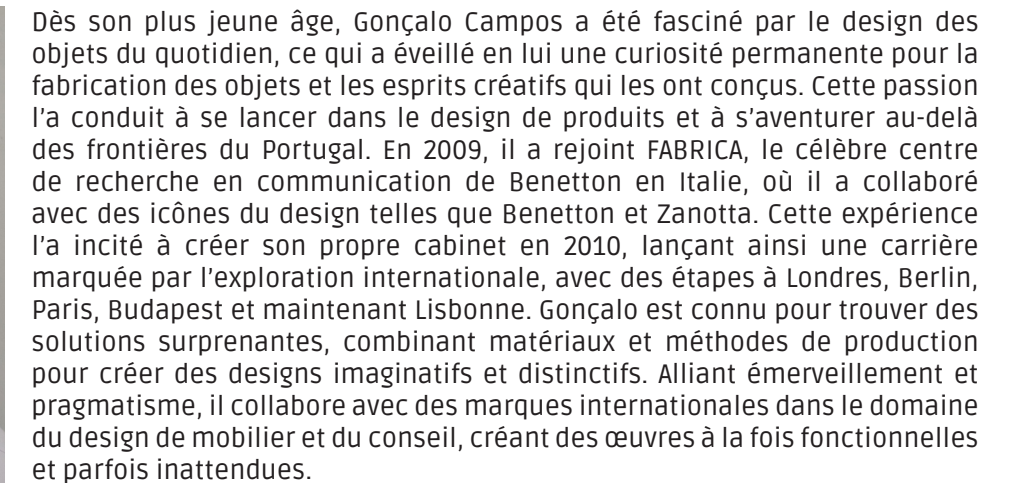 Dès son plus jeune âge, Gonçalo Campos a été fasciné par le design des
objets du quotidien, ce qui a éveillé en lui une curiosité permanente pour la
fabrication des objets et les esprits créatifs qui les ont conçus. Cette passion
l’a conduit à se lancer dans le design de produits et à s’aventurer au-delà
des frontières du Portugal. En 2009, il a rejoint FABRICA, le célèbre centre
de recherche en communication de Benetton en Italie, où il a collaboré
avec des icônes du design telles que Benetton et Zanotta. Cette expérience
l’a incité à créer son propre cabinet en 2010, lançant ainsi une carrière
marquée par l’exploration internationale, avec des étapes à Londres, Berlin,
Paris, Budapest et maintenant Lisbonne. Gonçalo est connu pour trouver des
solutions surprenantes, combinant matériaux et méthodes de production
pour créer des designs imaginatifs et distinctifs. Alliant émerveillement et
pragmatisme, il collabore avec des marques internationales dans le domaine
du design de mobilier et du conseil, créant des œuvres à la fois fonctionnelles
et parfois inattendues.